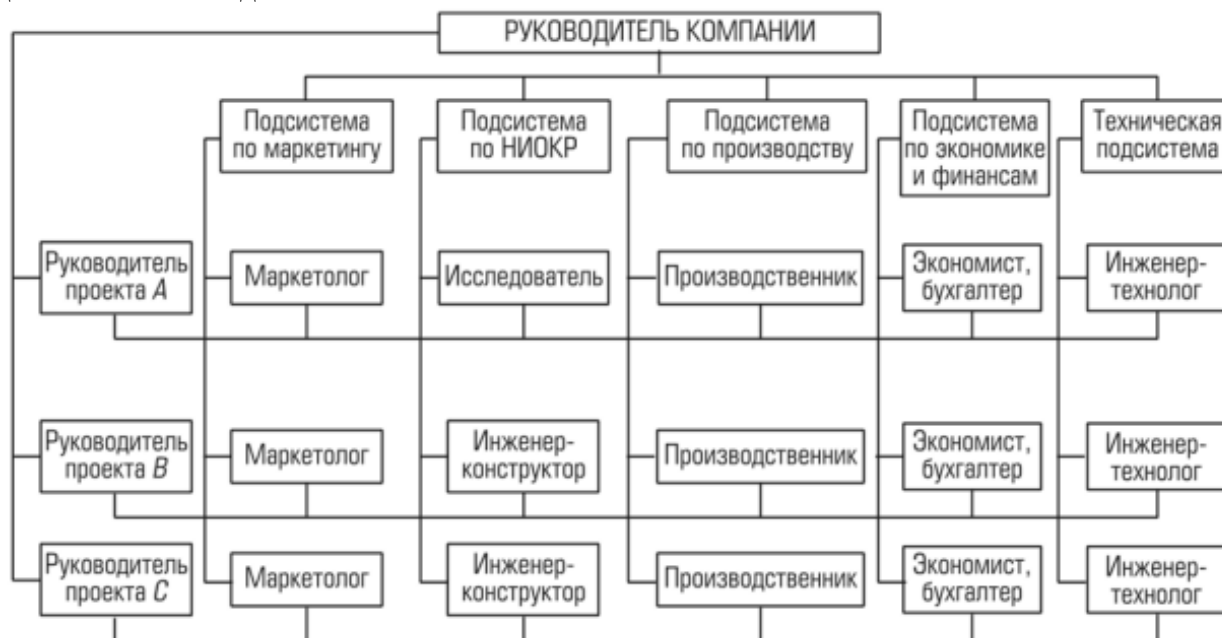 РУКОВОДИТЕЛЬ КОМПАНИИ
Подсистема
по маркетингу
Подсистема
по НИОКР
Подсистема
по производству
Подсистема
по экономике
и финансам
Техническая
подсистема
Руководитель
проекта A
Маркетолог
Исследователь
Производственник
Экономист,
бухгалтер
Инженер-
технолог
Руководитель
проекта B
Маркетолог
Инженер-
конструктор
Производственник
Экономист,
бухгалтер
Инженер-
технолог
Руководитель
проекта C
Маркетолог
Инженер-
конструктор
Производственник
Экономист,
бухгалтер
Инженер-
технолог